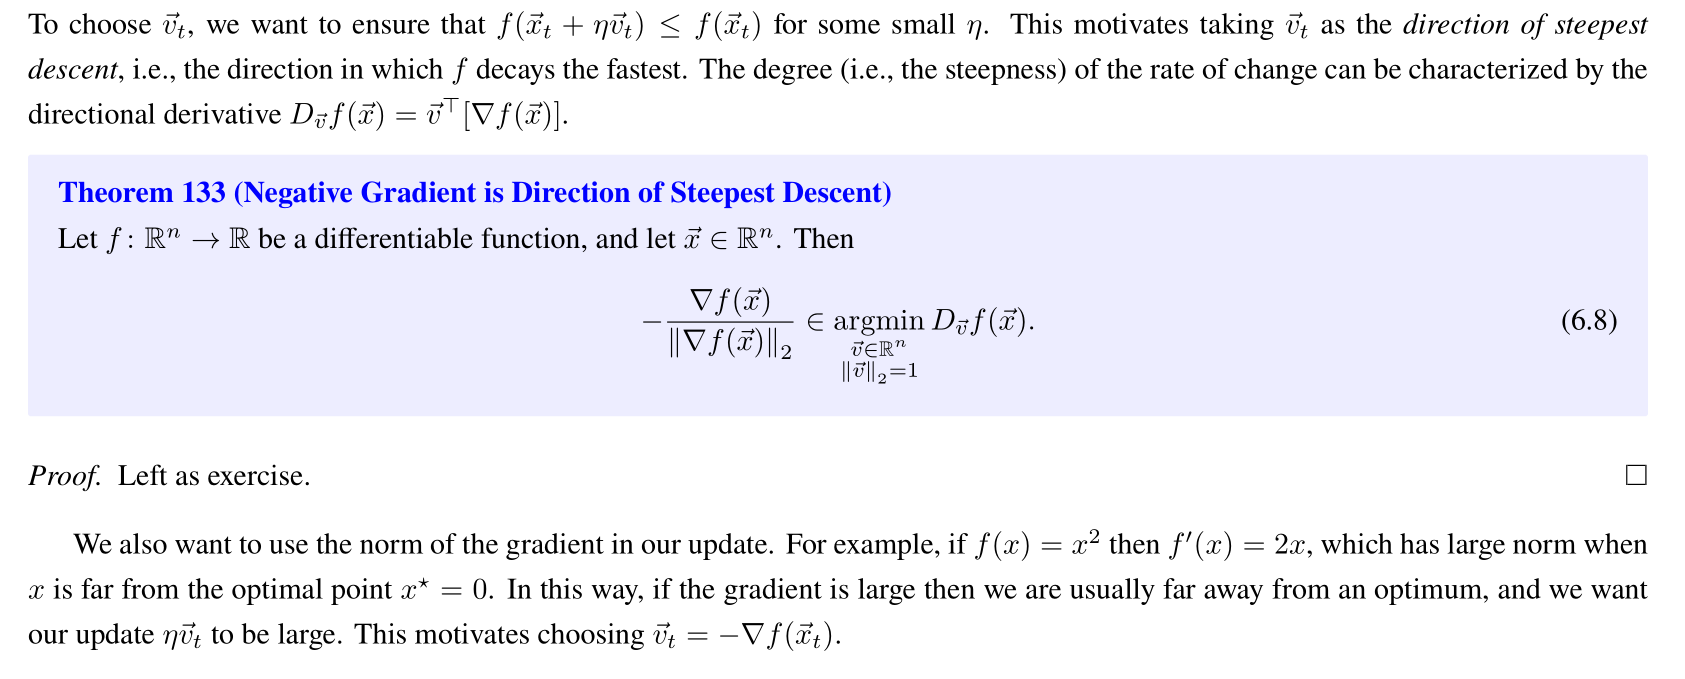 To choose $\vec{v}_t$, we want to ensure that $f(\vec{x}_t + \eta\vec{v}_t) \leq f(\vec{x}_t)$ for some small $\eta$. This motivates taking $\vec{v}_t$ as the direction of steepest
descent, i.e., the direction in which $f$ decays the fastest. The degree (i.e., the steepness) of the rate of change can be characterized by the
directional derivative $D_{\vec{v}}f(\vec{x}) = \vec{v}^\top[\nabla f(\vec{x})]$.
Theorem 133 (Negative Gradient is Direction of Steepest Descent)
Let $f\colon \mathbb{R}^n \to \mathbb{R}$ be a differentiable function, and let $\vec{x} \in \mathbb{R}^n$. Then
$-\frac{\nabla f(\vec{x})}{\|\nabla f(\vec{x})\|_2} \in \operatorname{argmin}_{\substack{\vec{v}\in\mathbb{R}^n \\ \|\vec{v}\|_2=1}} D_{\vec{v}}f(\vec{x}).$ (6.8)
Proof. Left as exercise. □
We also want to use the norm of the gradient in our update. For example, if $f(x) = x^2$ then $f'(x) = 2x$, which has large norm when
$x$ is far from the optimal point $x^\star = 0$. In this way, if the gradient is large then we are usually far away from an optimum, and we want
our update $\eta\vec{v}_t$ to be large. This motivates choosing $\vec{v}_t = -\nabla f(\vec{x}_t)$.